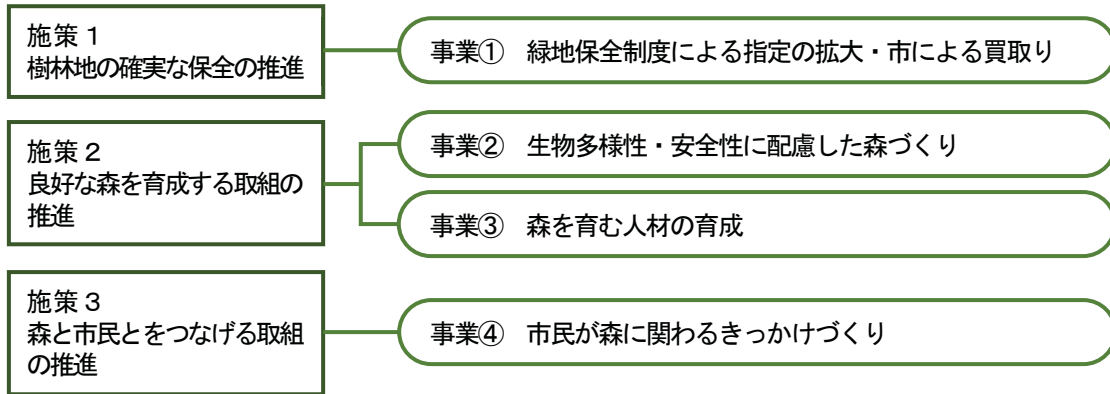 施策１
樹林地の確実な保全の推進
事業① 緑地保全制度による指定の拡大・市による買取り
施策２
良好な森を育成する取組の
推進
事業② 生物多様性・安全性に配慮した森づくり
事業③ 森を育む人材の育成
施策３
森と市民とをつなげる取組
の推進
事業④ 市民が森に関わるきっかけづくり